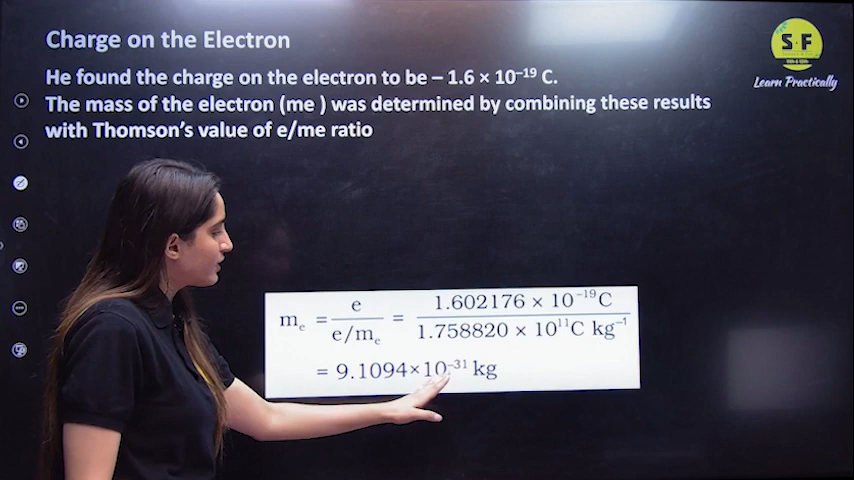 Charge on the Electron
S F
Learn Practically
He found the charge on the electron to be – 1.6 × 10⁻¹⁹ C.
The mass of the electron (me ) was determined by combining these results
with Thomson's value of e/me ratio
mₑ = e / e/mₑ = 1.602176 × 10⁻¹⁹C / 1.758820 × 10¹¹C kg⁻¹
= 9.1094×10⁻³¹ kg